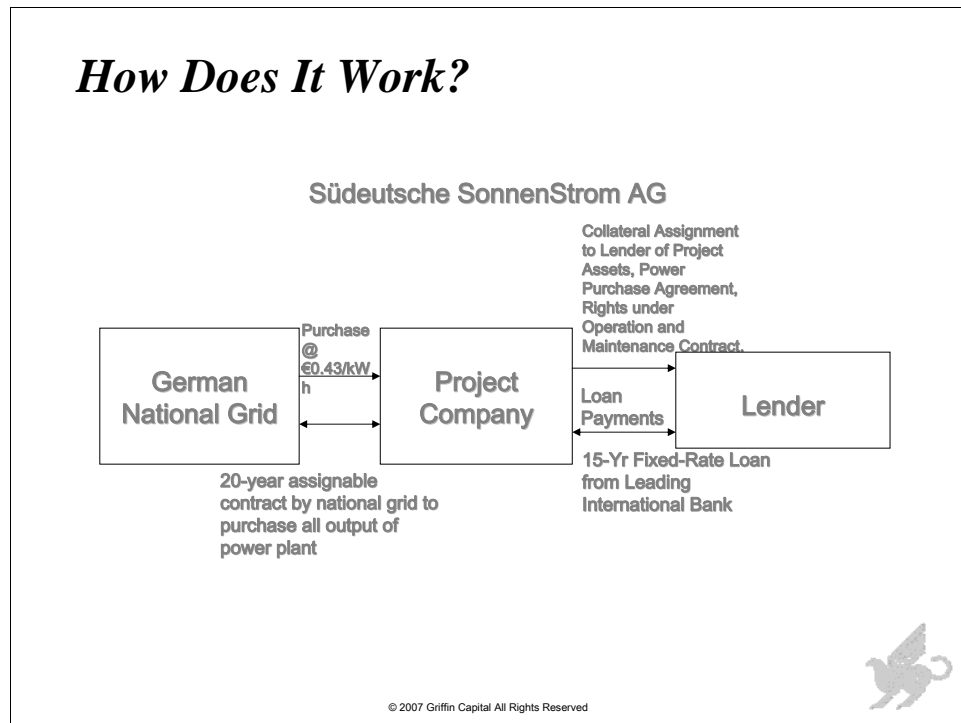 How Does It Work?
Südeutsche SonnenStrom AG
Collateral Assignment
to Lender of Project
Assets, Power
Purchase Agreement,
Rights under
Operation and
Maintenance Contract.
Purchase
@
€0.43/kW
h
German
National Grid
Project
Company
Loan
Payments
Lender
20-year assignable
contract by national grid to
purchase all output of
power plant
15-Yr Fixed-Rate Loan
from Leading
International Bank
© 2007 Griffin Capital All Rights Reserved